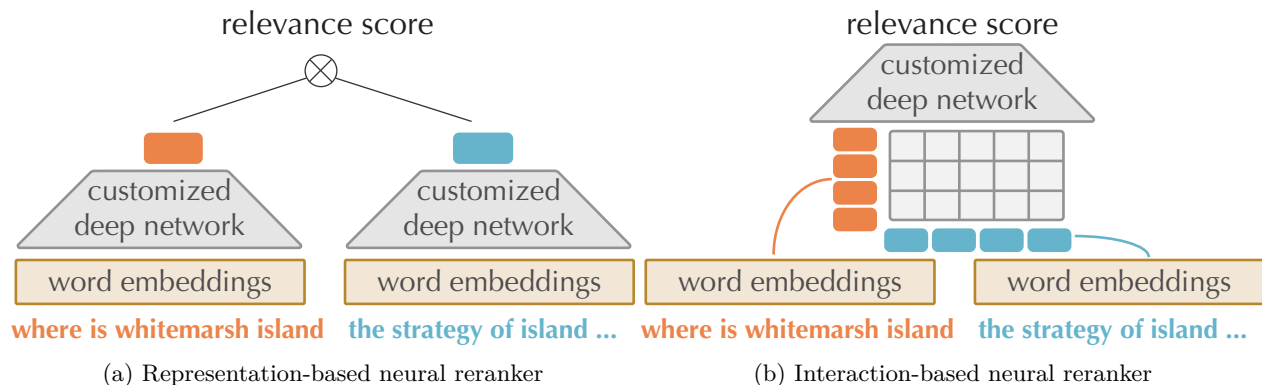 relevance score
customized
deep network
customized
deep network
word embeddings
word embeddings
where is whitemarsh island
the strategy of island ...
(a) Representation-based neural reranker
relevance score
customized
deep network
word embeddings
word embeddings
where is whitemarsh island
the strategy of island ...
(b) Interaction-based neural reranker